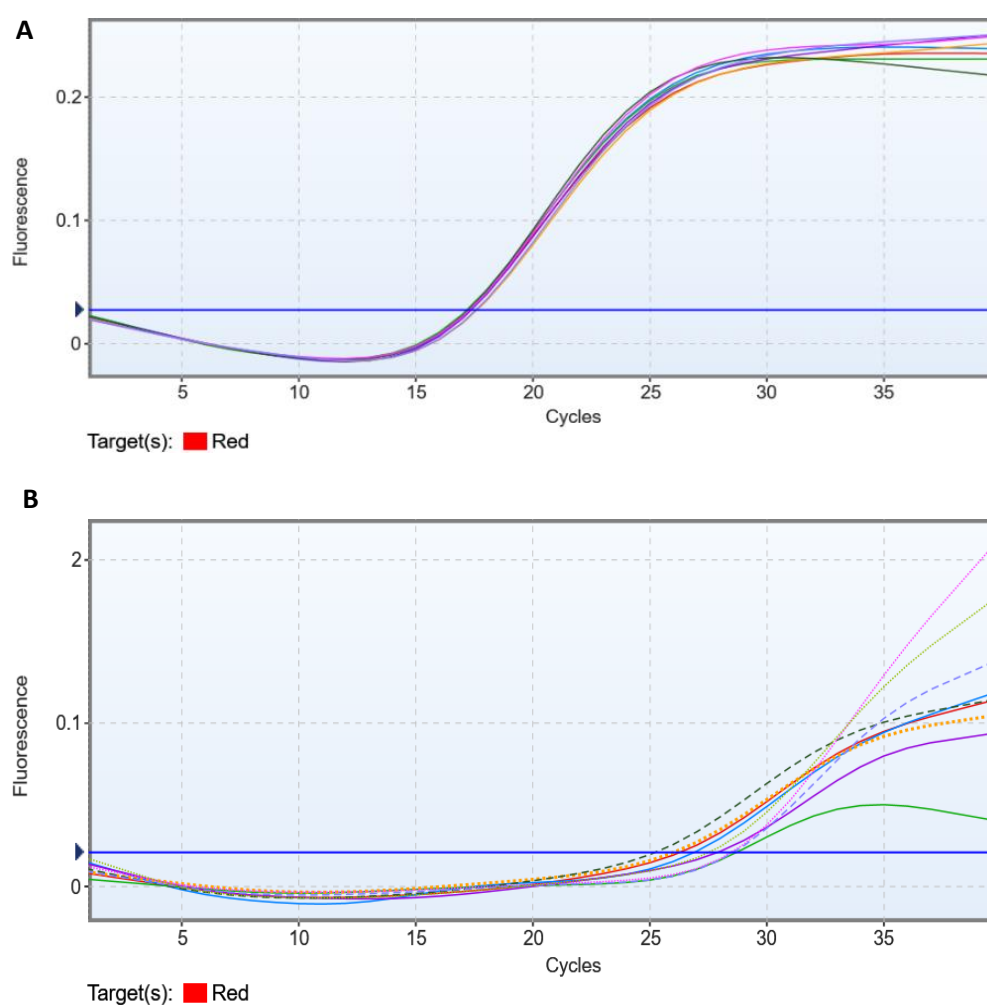 A
Fluorescence
0.2
0.1
0
5 10 15 20 25 30 35
Cycles
Target(s): Red
B
Fluorescence
2
0.1
0
5 10 15 20 25 30 35
Cycles
Target(s): Red